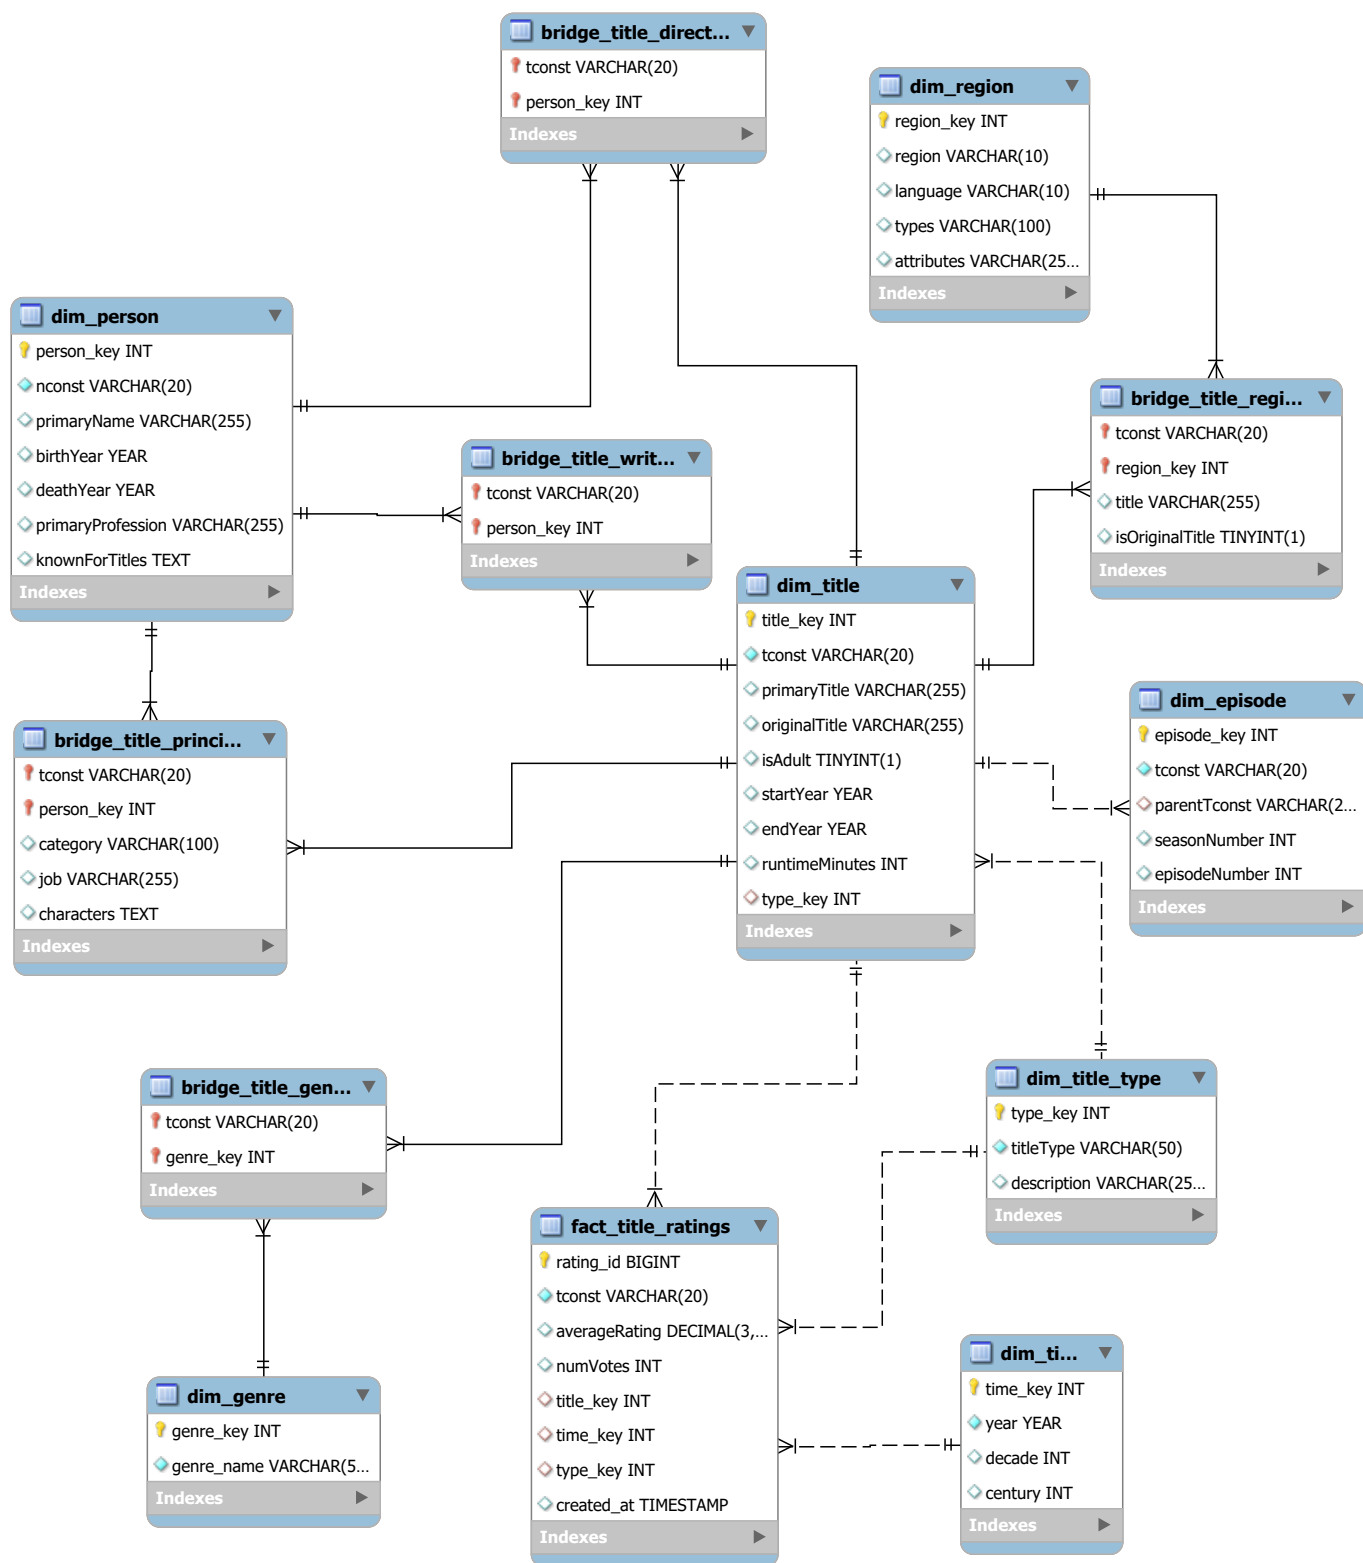 bridge_title_direct...
tconst VARCHAR(20)
person_key INT
Indexes
dim_region
region_key INT
region VARCHAR(10)
language VARCHAR(10)
types VARCHAR(100)
attributes VARCHAR(25...
Indexes
dim_person
person_key INT
nconst VARCHAR(20)
primaryName VARCHAR(255)
birthYear YEAR
deathYear YEAR
primaryProfession VARCHAR(255)
knownForTitles TEXT
Indexes
bridge_title_regi...
tconst VARCHAR(20)
region_key INT
title VARCHAR(255)
isOriginalTitle TINYINT(1)
Indexes
bridge_title_writ...
tconst VARCHAR(20)
person_key INT
Indexes
dim_title
title_key INT
tconst VARCHAR(20)
primaryTitle VARCHAR(255)
originalTitle VARCHAR(255)
isAdult TINYINT(1)
startYear YEAR
endYear YEAR
runtimeMinutes INT
type_key INT
Indexes
dim_episode
episode_key INT
tconst VARCHAR(20)
parentTconst VARCHAR(2...
seasonNumber INT
episodeNumber INT
Indexes
bridge_title_princi...
tconst VARCHAR(20)
person_key INT
category VARCHAR(100)
job VARCHAR(255)
characters TEXT
Indexes
bridge_title_gen...
tconst VARCHAR(20)
genre_key INT
Indexes
dim_title_type
type_key INT
titleType VARCHAR(50)
description VARCHAR(25...
Indexes
fact_title_ratings
rating_id BIGINT
tconst VARCHAR(20)
averageRating DECIMAL(3,...
numVotes INT
title_key INT
time_key INT
type_key INT
created_at TIMESTAMP
Indexes
dim_ti...
time_key INT
year YEAR
decade INT
century INT
Indexes
dim_genre
genre_key INT
genre_name VARCHAR(5...
Indexes